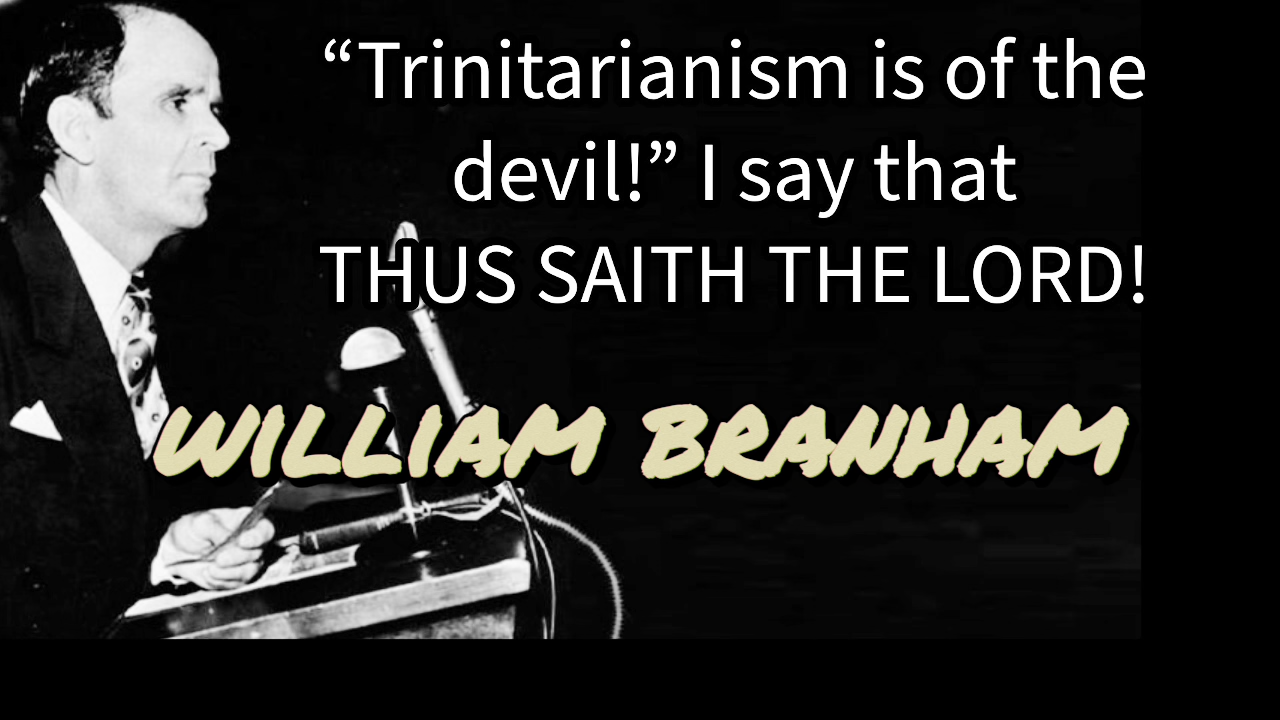 “Trinitarianism is of the
devil!” I say that
THUS SAITH THE LORD!
WILLIAM BRANHAM